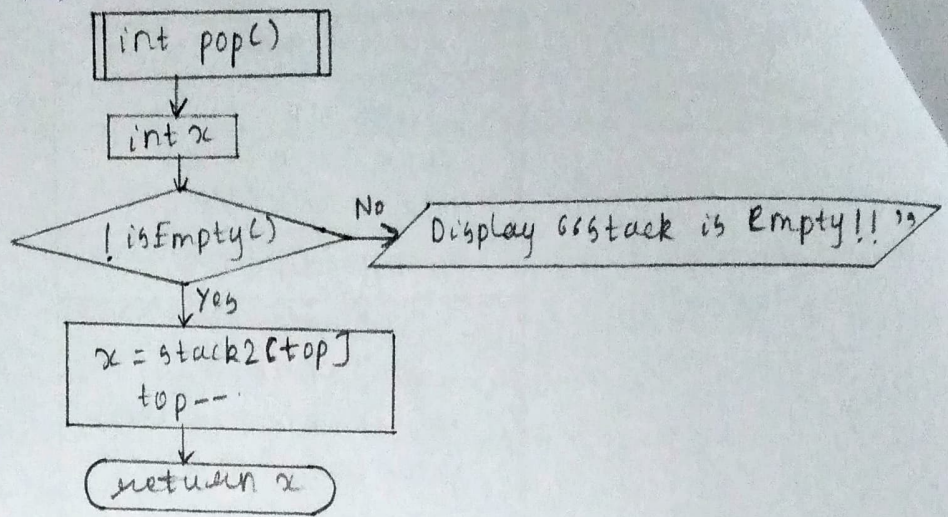 int pop()
int x
! isEmpty()
No
Display "Stack is Empty!!"
Yes
x = stack2[top]
top--
return x